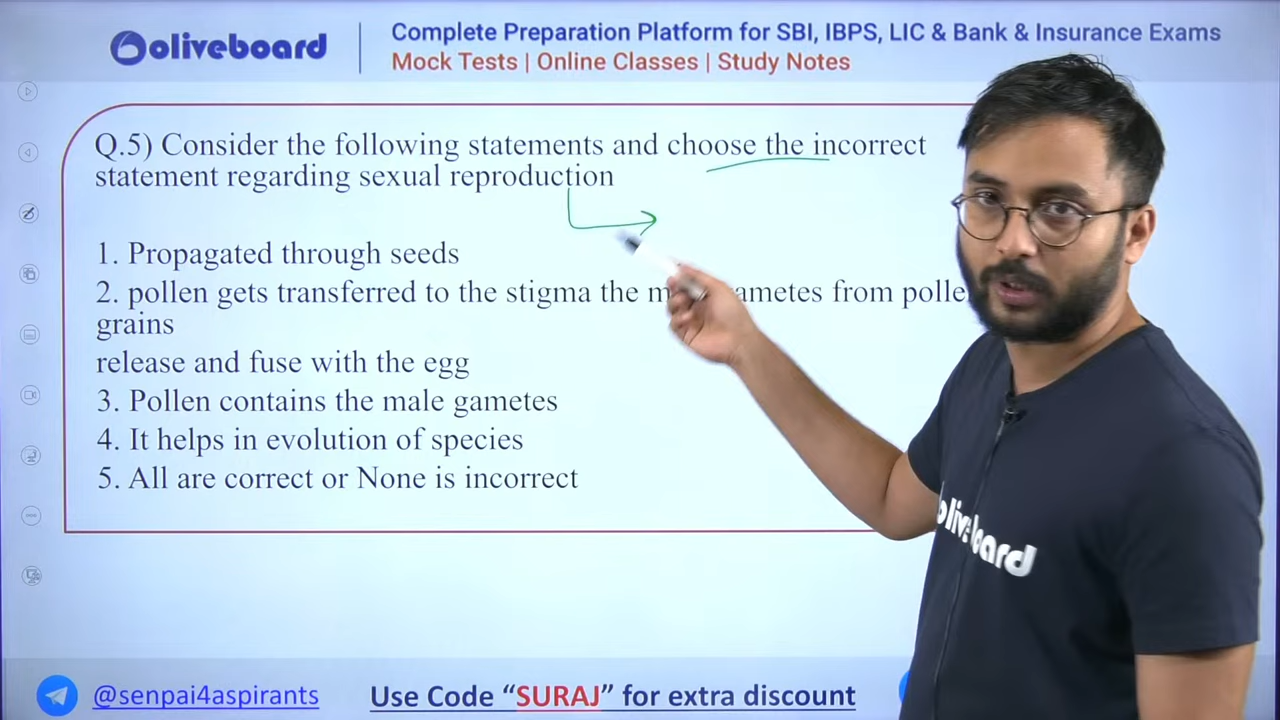 oliveboard
Complete Preparation Platform for SBI, IBPS, LIC & Bank & Insurance Exams
Mock Tests | Online Classes | Study Notes
Q.5) Consider the following statements and choose the incorrect
statement regarding sexual reproduction
1. Propagated through seeds
2. pollen gets transferred to the stigma the from
grains
release and fuse with the egg
3. Pollen contains the male gametes
4. It helps in evolution of species
5. All are correct or None is incorrect
oliveboard
@senpai4aspirants
Use Code “SURAJ” for extra discount